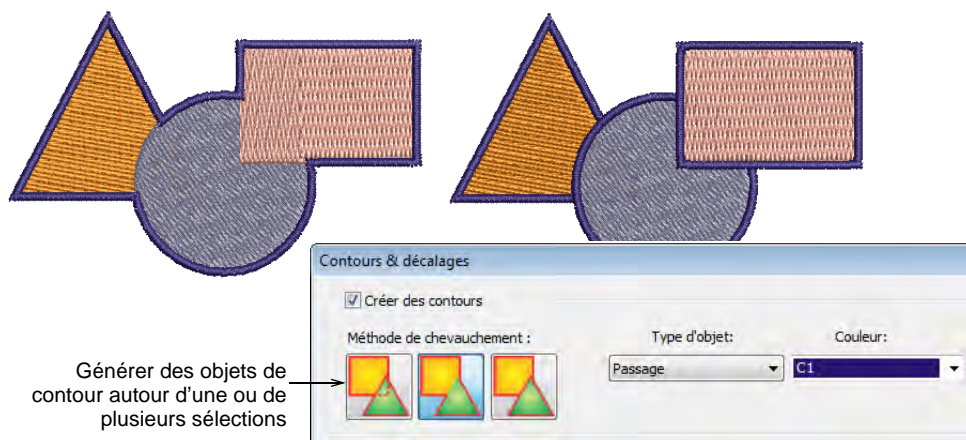 Contours & décalages
Créer des contours
Méthode de chevauchement :
Type d'objet:
Couleur:
Passage
C1
Générer des objets de
contour autour d'une ou de
plusieurs sélections